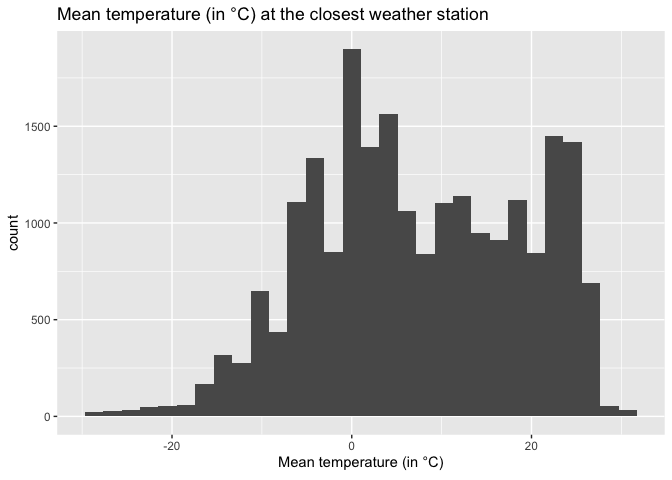 Mean temperature (in °C) at the closest weather station
1500
1000
500
0
count
-20 0 20
Mean temperature (in °C)